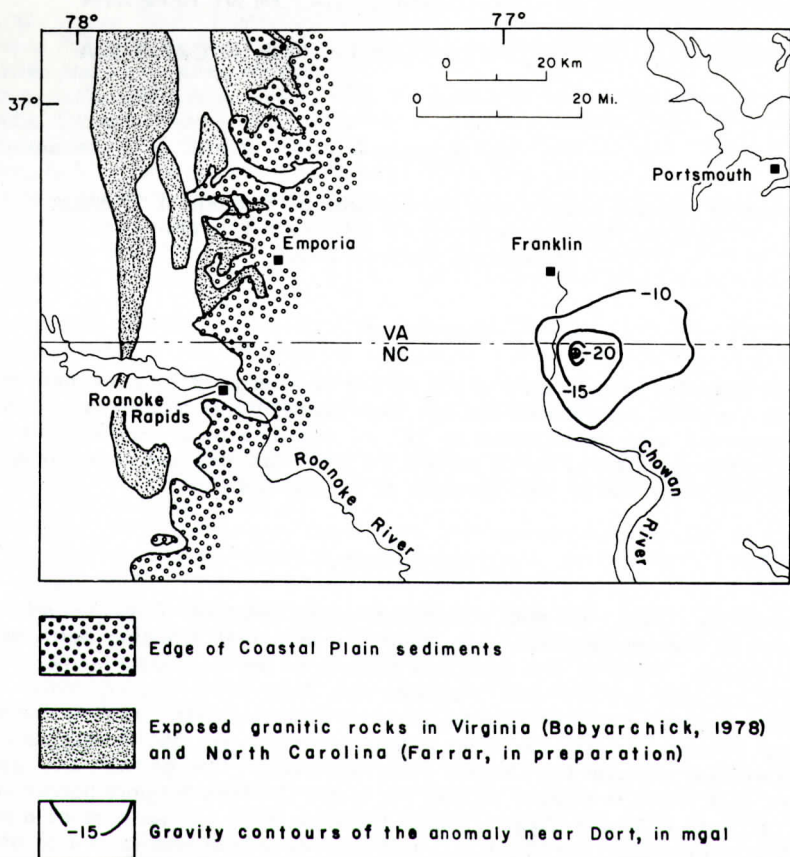 78° 77°
0 20 Km
37°
0 20 Mi.
Portsmouth
Emporia
Franklin
-10
VA
NC
-20
-15
Roanoke
Rapids
Roanoke River
Chowan River
Edge of Coastal Plain sediments
Exposed granitic rocks in Virginia (Bobyarchick, 1978)
and North Carolina (Farrar, in preparation)
-15
Gravity contours of the anomaly near Dort, in mgal